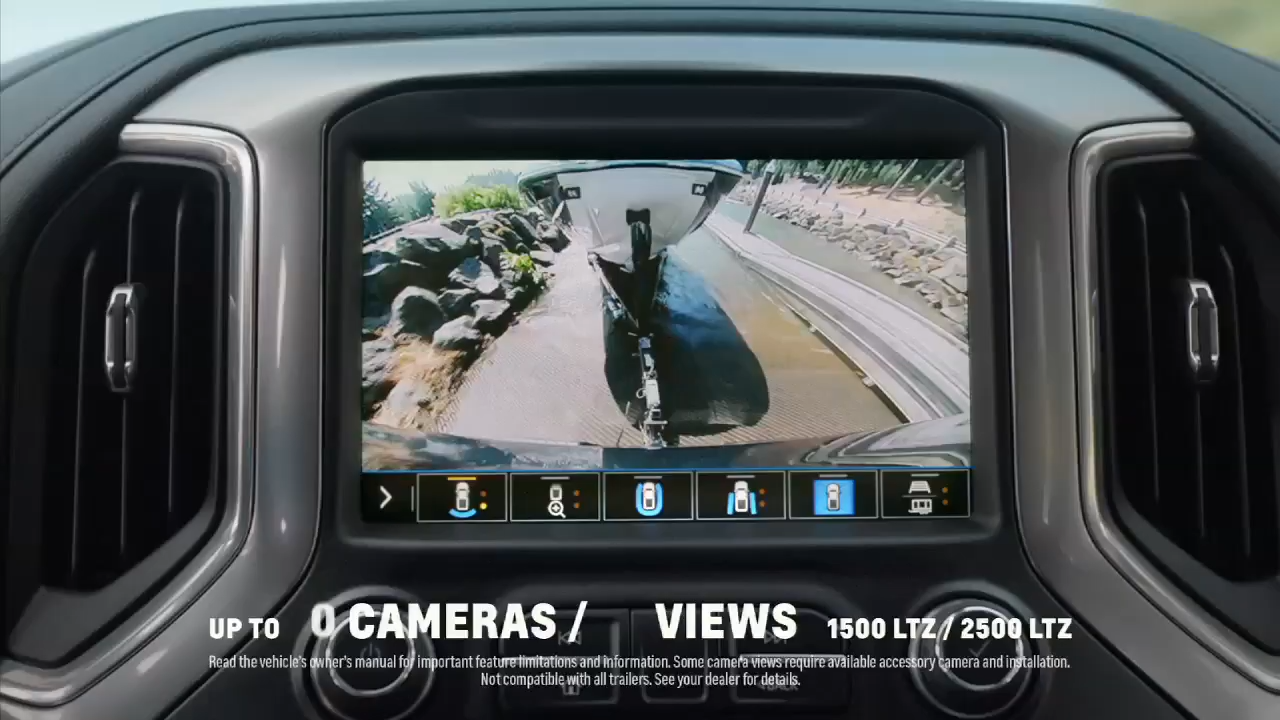 UP TO 0 CAMERAS / VIEWS 1500 LTZ / 2500 LTZ
Read the vehicle's owner's manual for important feature limitations and information. Some camera views require available accessory camera and installation.
Not compatible with all trailers. See your dealer for details.
BACK